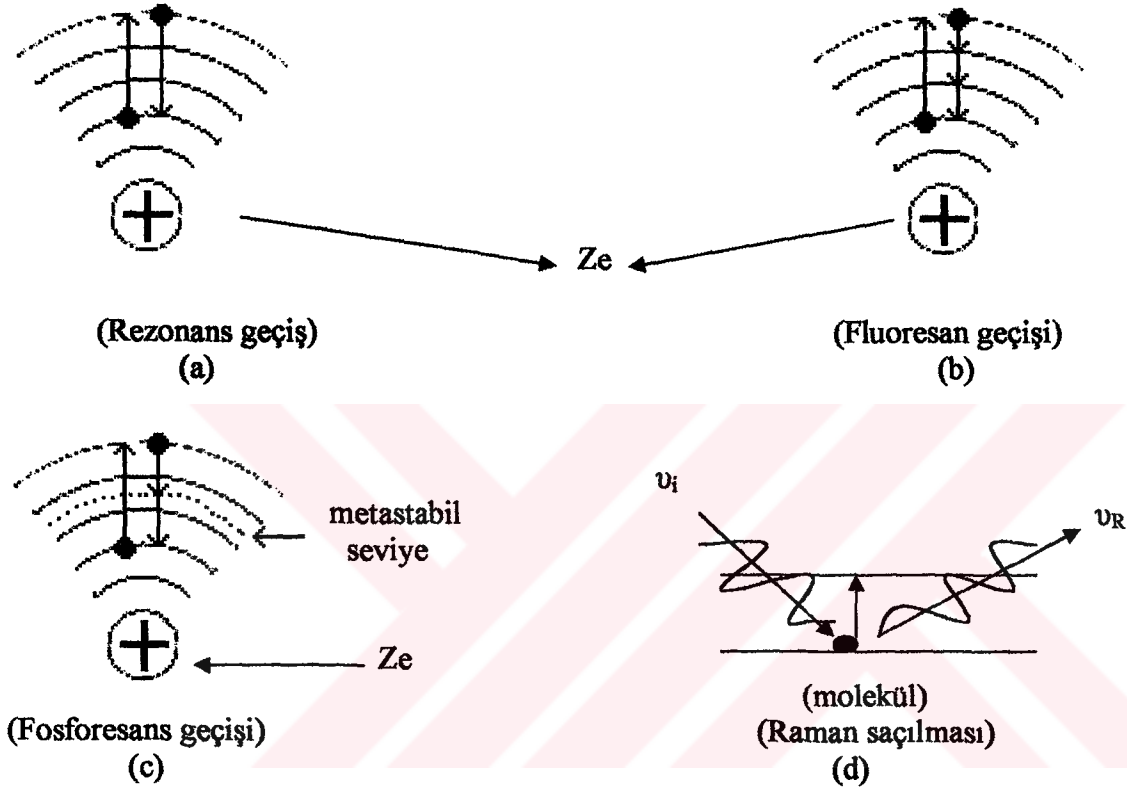 Ze
(Rezonans geçiş)
(a)
(Fluoresan geçişi)
(b)
metastabil
seviye
Ze
(Fosforesans geçişi)
(c)
υi
υR
(molekül)
(Raman saçılması)
(d)